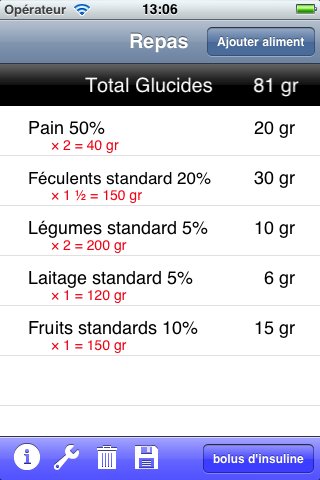 Opérateur 13:06
Repas Ajouter aliment
Total Glucides 81 gr
Pain 50% 20 gr
× 2 = 40 gr
Féculents standard 20% 30 gr
× 1 ½ = 150 gr
Légumes standard 5% 10 gr
× 2 = 200 gr
Laitage standard 5% 6 gr
× 1 = 120 gr
Fruits standards 10% 15 gr
× 1 = 150 gr
bolus d'insuline